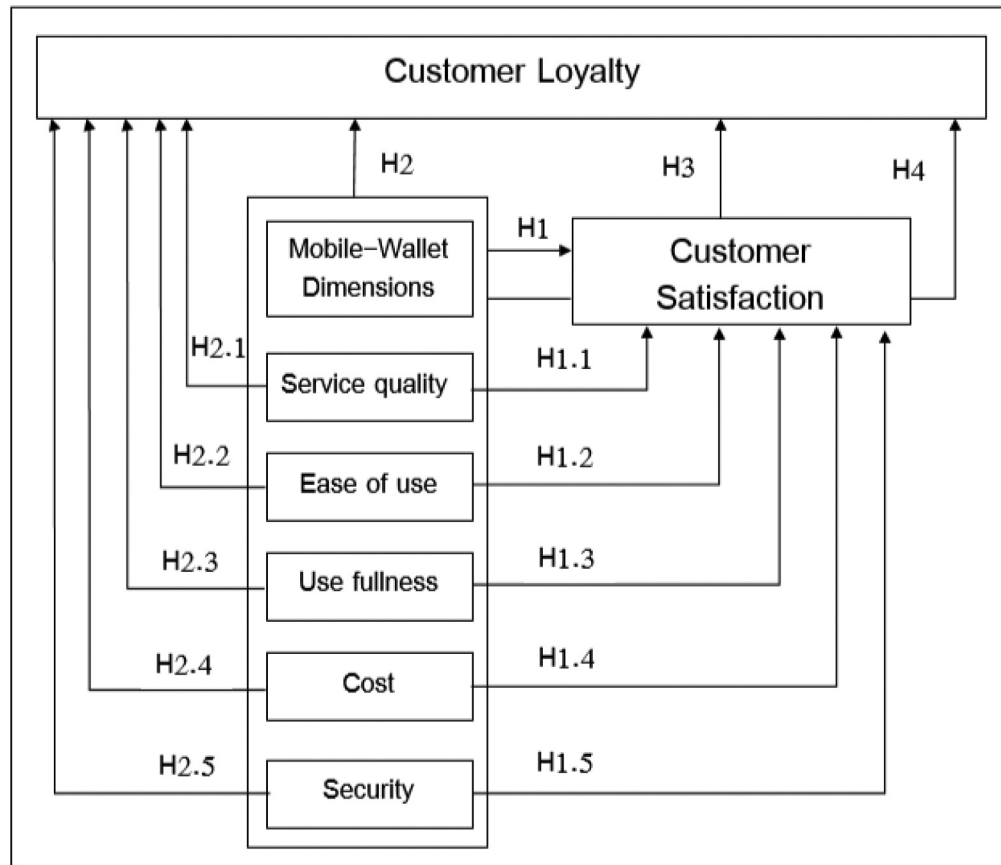 Customer Loyalty
H2
H3
H4
Mobile-Wallet
Dimensions
H1
Customer
Satisfaction
H2.1
Service quality
H1.1
H2.2
Ease of use
H1.2
H2.3
Use fullness
H1.3
H2.4
Cost
H1.4
H2.5
Security
H1.5